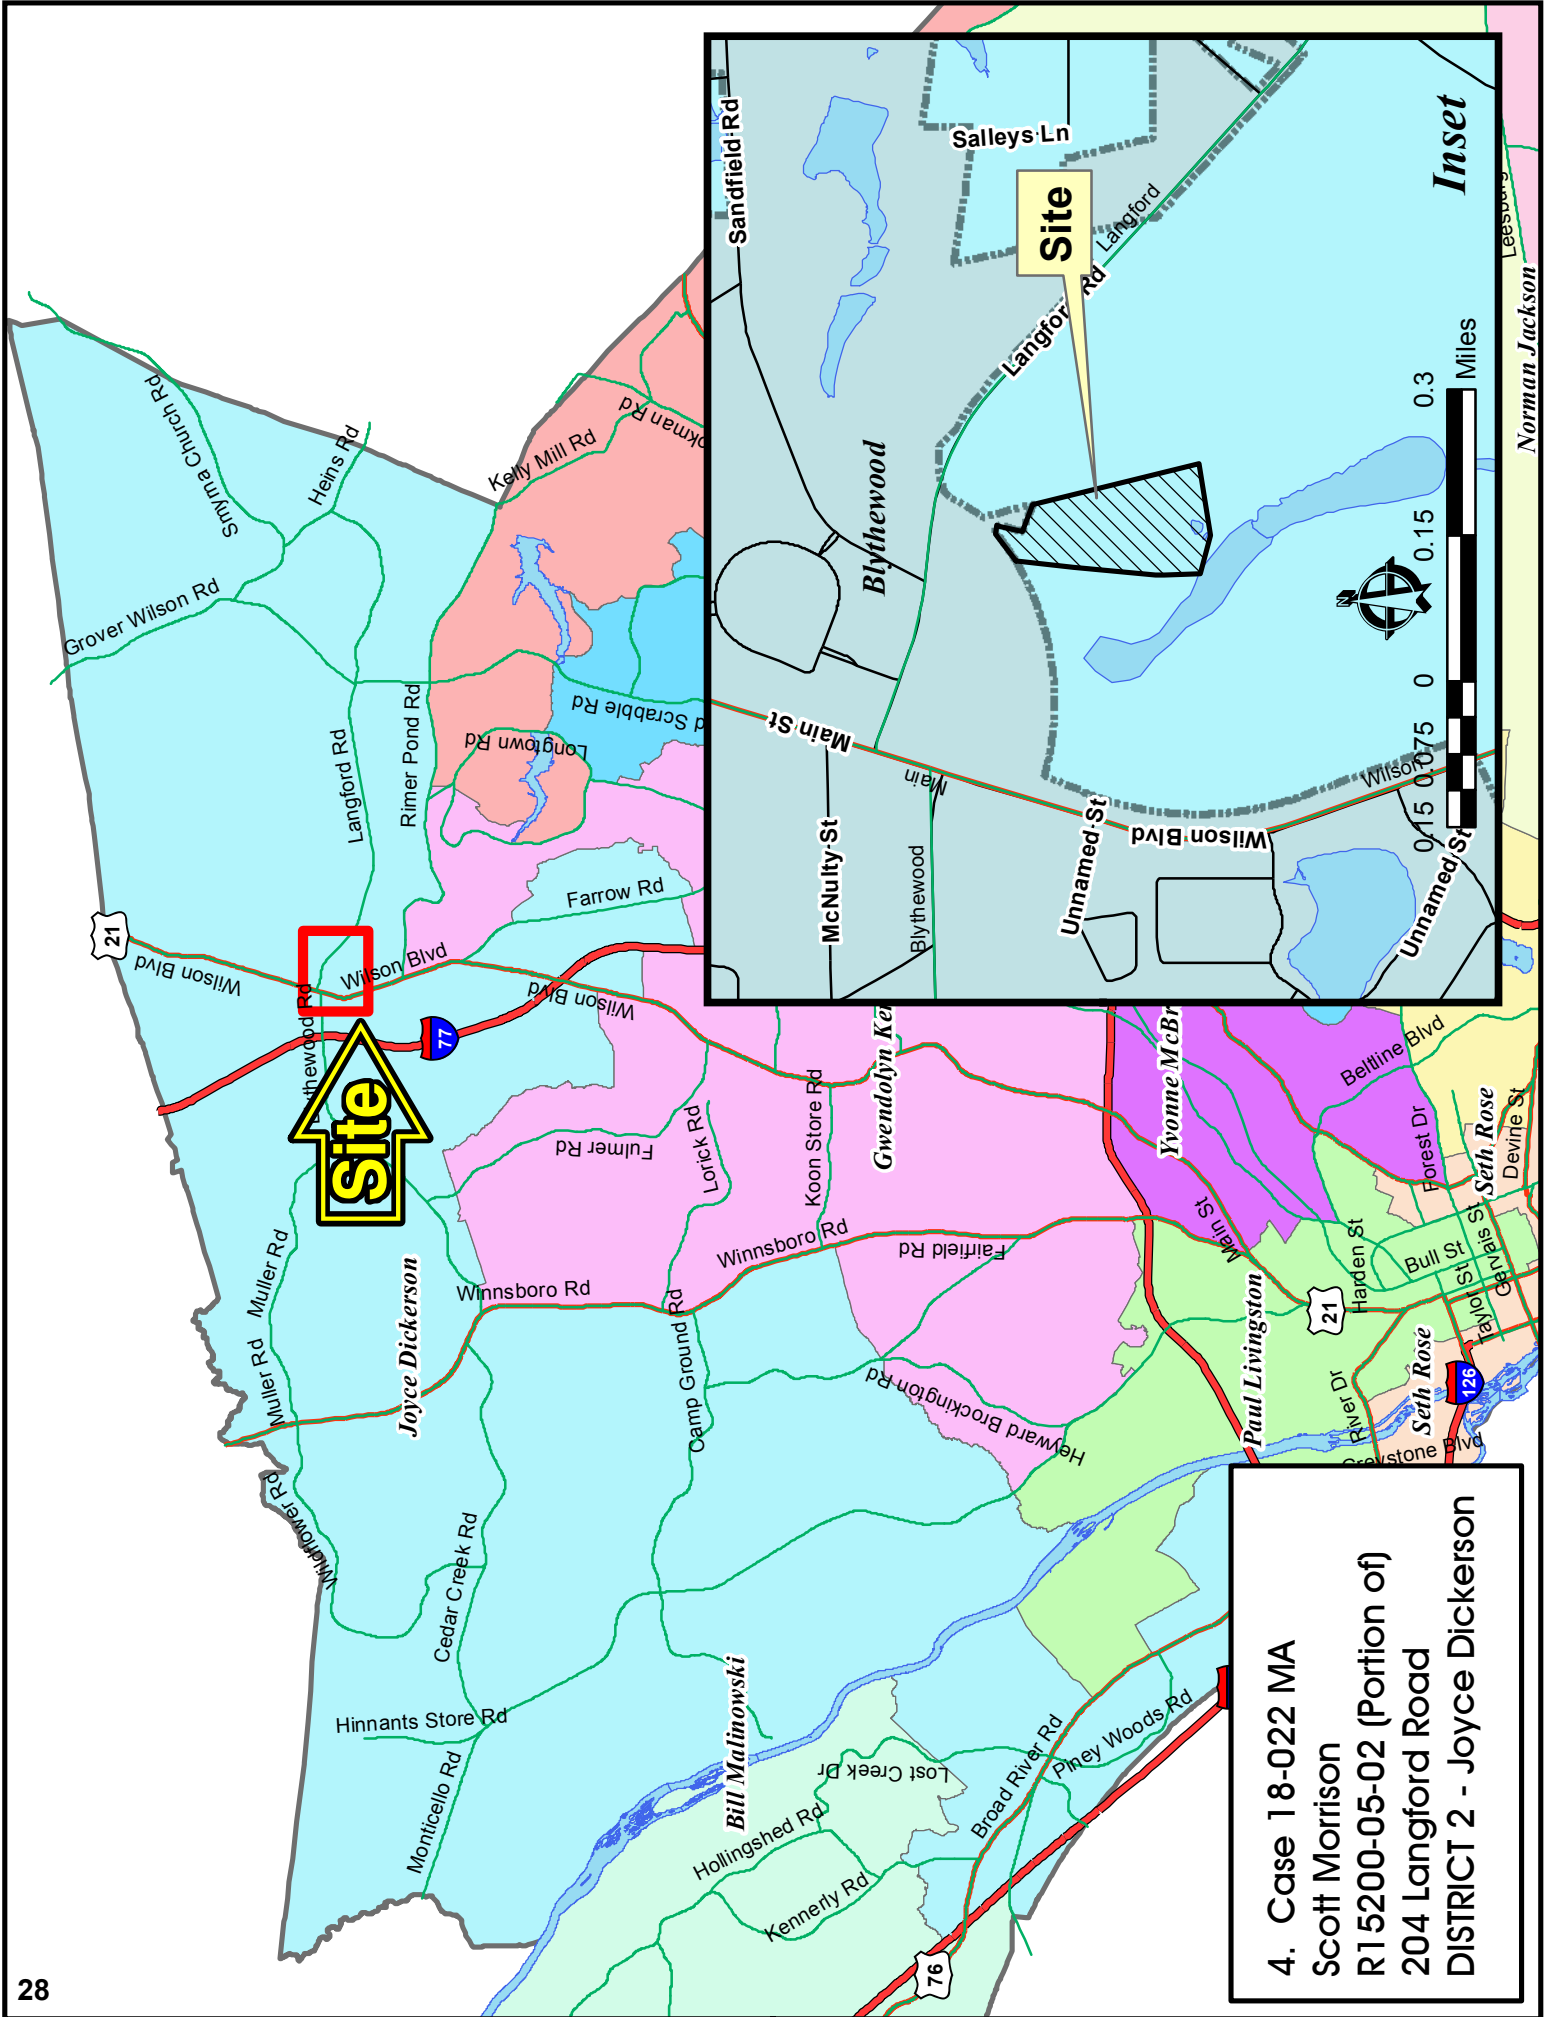 28
4. Case 18-022 MA
Scott Morrison
R15200-05-02 (Portion of)
204 Langford Road
DISTRICT 2 - Joyce Dickerson
Site
21
77
21
126
76
Wilson Blvd
Wilson Blvd
Wilson Blvd
Smyrna Church Rd
Heins Rd
Grover Wilson Rd
Langford Rd
Rimer Pond Rd
Kelly Mill Rd
Longtown Rd
Farrow Rd
Muller Rd
Muller Rd
Joyce Dickerson
Winnsboro Rd
Winnsboro Rd
Fulmer Rd
Lorick Rd
Koon Store Rd
Camp Ground Rd
Fairfield Rd
Heyward Brockington Rd
Wildflower Rd
Cedar Creek Rd
Hinnants Store Rd
Monticello Rd
Bill Malinowski
Lost Creek Dr
Hollingshed Rd
Kennerly Rd
Broad River Rd
Piney Woods Rd
Paul Livingston
Main St
Harden St
Bull St
Taylor St
Gervais St
River Dr
Seth Rose
Seth Rose
Devine St
Forest Dr
Beltline Blvd
Norman Jackson
Inset
Site
Sandfield Rd
Salleys Ln
Langford Rd
Langford
Blythewood
Main St
Main
McNulty St
Blythewood
Unnamed St
Wilson Blvd
Wilson
Unnamed St
N
0.15 0.075 0 0.15 0.3
Miles